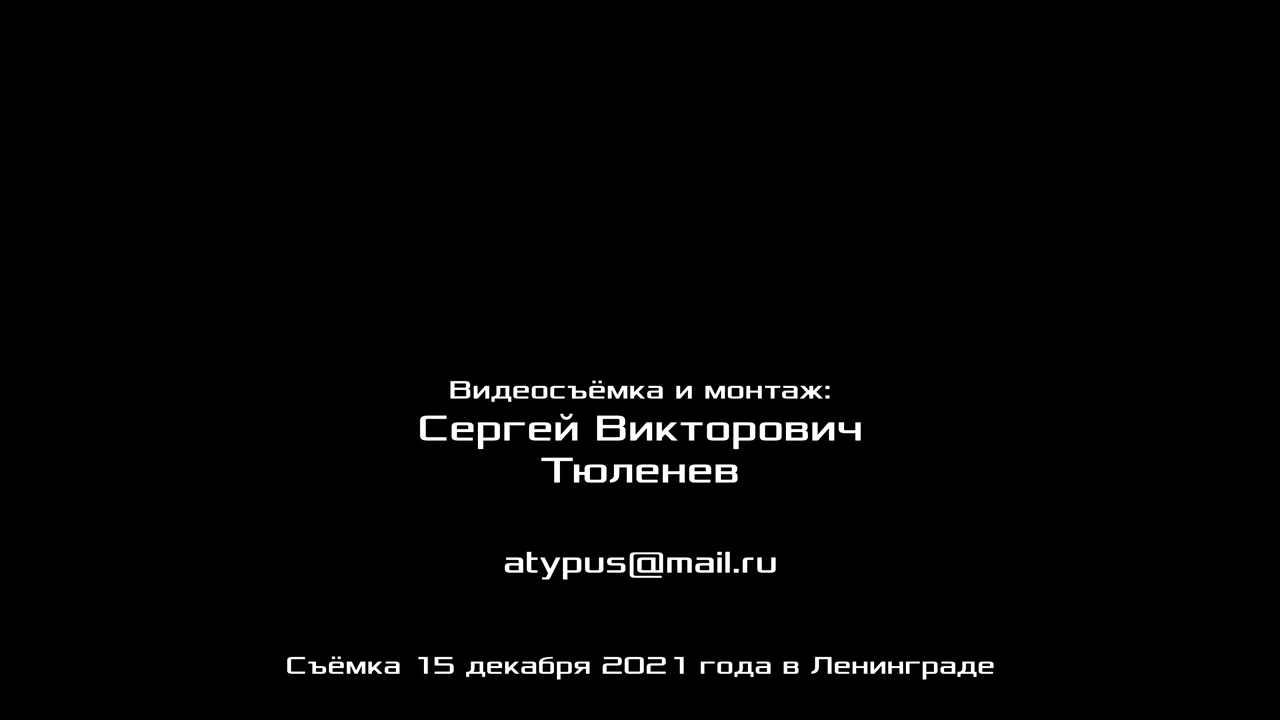 Видеосъёмка и монтаж:
Сергей Викторович
Тюленев
atypus@mail.ru
Съёмка 15 декабря 2021 года в Ленинграде